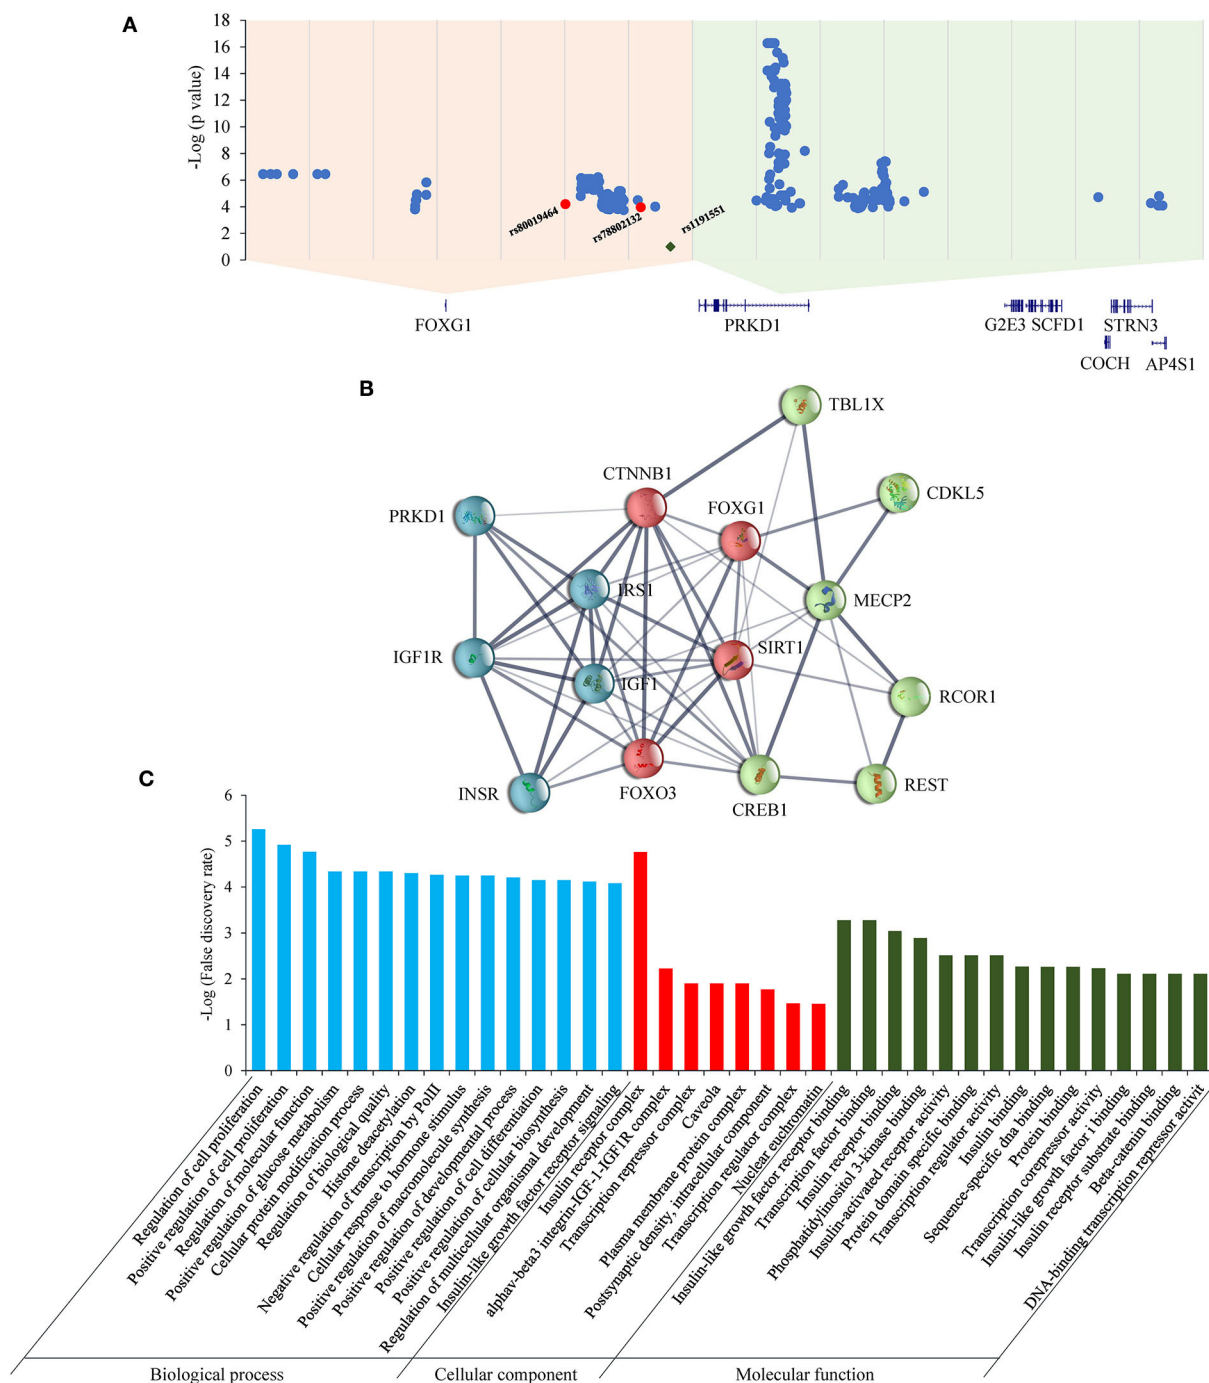 A
-Log (p value)
18
16
14
12
10
8
6
4
2
0
rs80019464
rs78802132
rs1191551
FOXG1
PRKD1
G2E3 SCFD1
STRN3
COCH
AP4S1
B
TBL1X
CTNNB1
CDKL5
FOXG1
PRKD1
IRS1
MECP2
SIRT1
IGF1R
IGF1
RCOR1
INSR
FOXO3
CREB1
REST
C
-Log (False discovery rate)
6
5
4
3
2
1
0
Regulation of cell proliferation
Positive regulation of cell proliferation
Regulation of molecular function
Positive regulation of glucose metabolism
Cellular protein modification process
Regulation of biological quality
Histone deacetylation
Negative regulation of transcription by PolII
Cellular response to hormone stimulus
Positive regulation of macromolecule synthesis
Positive regulation of developmental process
Positive regulation of cell differentiation
Positive regulation of cellular biosynthesis
Regulation of multicellular organismal development
Insulin-like growth factor receptor signaling
Insulin receptor complex
alphav-beta3 integrin-IGF-1-IGF1R complex
Transcription repressor complex
Caveola
Plasma membrane protein complex
Postsynaptic density, intracellular component
Transcription regulator complex
Nuclear euchromatin
Insulin-like growth factor receptor binding
Transcription factor binding
Insulin receptor binding
Phosphatidylinositol 3-kinase binding
Insulin-activated receptor activity
Protein domain specific binding
Transcription regulator activity
Insulin binding
Sequence-specific dna binding
Protein binding
Transcription corepressor activity
Insulin-like growth factor i binding
Insulin receptor substrate binding
Beta-catenin binding
DNA-binding transcription repressor activit
Biological process
Cellular component
Molecular function